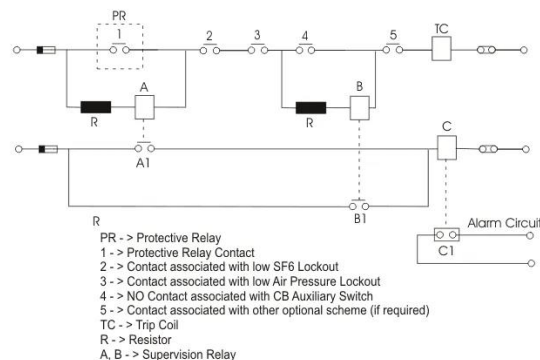 PR
1
2
3
4
5
TC
R
A
R
B
A1
C
B1
Alarm Circuit
C1
R
PR - > Protective Relay
1 - > Protective Relay Contact
2 - > Contact associated with low SF6 Lockout
3 - > Contact associated with low Air Pressure Lockout
4 - > NO Contact associated with CB Auxiliary Switch
5 - > Contact associated with other optional scheme (if required)
TC - > Trip Coil
R - > Resistor
A, B - > Supervision Relay